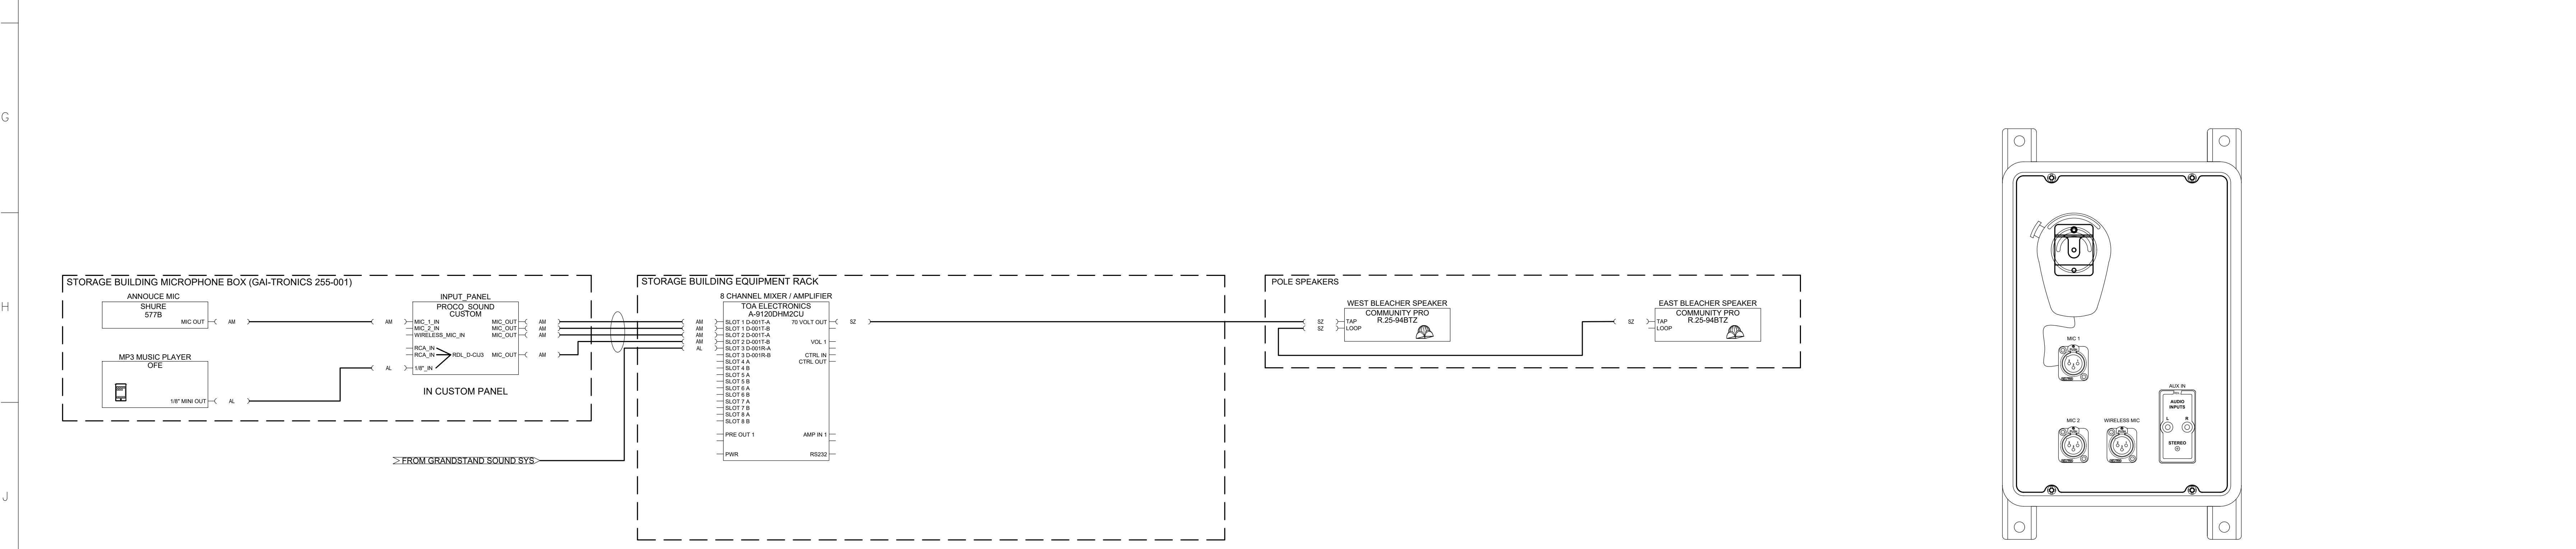 G
H
J
STORAGE BUILDING MICROPHONE BOX (GAI-TRONICS 255-001)
ANNOUCE MIC
SHURE
577B
MIC OUT
AM
AM
MP3 MUSIC PLAYER
OFE
1/8" MINI OUT
AL
AL
INPUT_PANEL
PROCO_SOUND
CUSTOM
MIC_1_IN
MIC_2_IN
WIRELESS_MIC_IN
RCA_IN
RCA_IN
1/8"_IN
RDL_D-CU3
MIC_OUT
MIC_OUT
MIC_OUT
MIC_OUT
AM
AM
AM
AM
IN CUSTOM PANEL
FROM GRANDSTAND SOUND SYS
STORAGE BUILDING EQUIPMENT RACK
8 CHANNEL MIXER / AMPLIFIER
TOA ELECTRONICS
A-9120DHM2CU
AM
AM
AM
AM
AL
SLOT 1 D-001T-A
SLOT 1 D-001T-B
SLOT 2 D-001T-A
SLOT 2 D-001T-B
SLOT 3 D-001R-A
SLOT 3 D-001R-B
SLOT 4 A
SLOT 4 B
SLOT 5 A
SLOT 5 B
SLOT 6 A
SLOT 6 B
SLOT 7 A
SLOT 7 B
SLOT 8 A
SLOT 8 B
PRE OUT 1
PWR
70 VOLT OUT
VOL 1
CTRL IN
CTRL OUT
AMP IN 1
RS232
SZ
POLE SPEAKERS
WEST BLEACHER SPEAKER
COMMUNITY PRO
R.25-94BTZ
SZ
SZ
TAP
LOOP
EAST BLEACHER SPEAKER
COMMUNITY PRO
R.25-94BTZ
SZ
TAP
LOOP
MIC 1
MIC 2
WIRELESS MIC
AUX IN
AUDIO
INPUTS
L R
STEREO